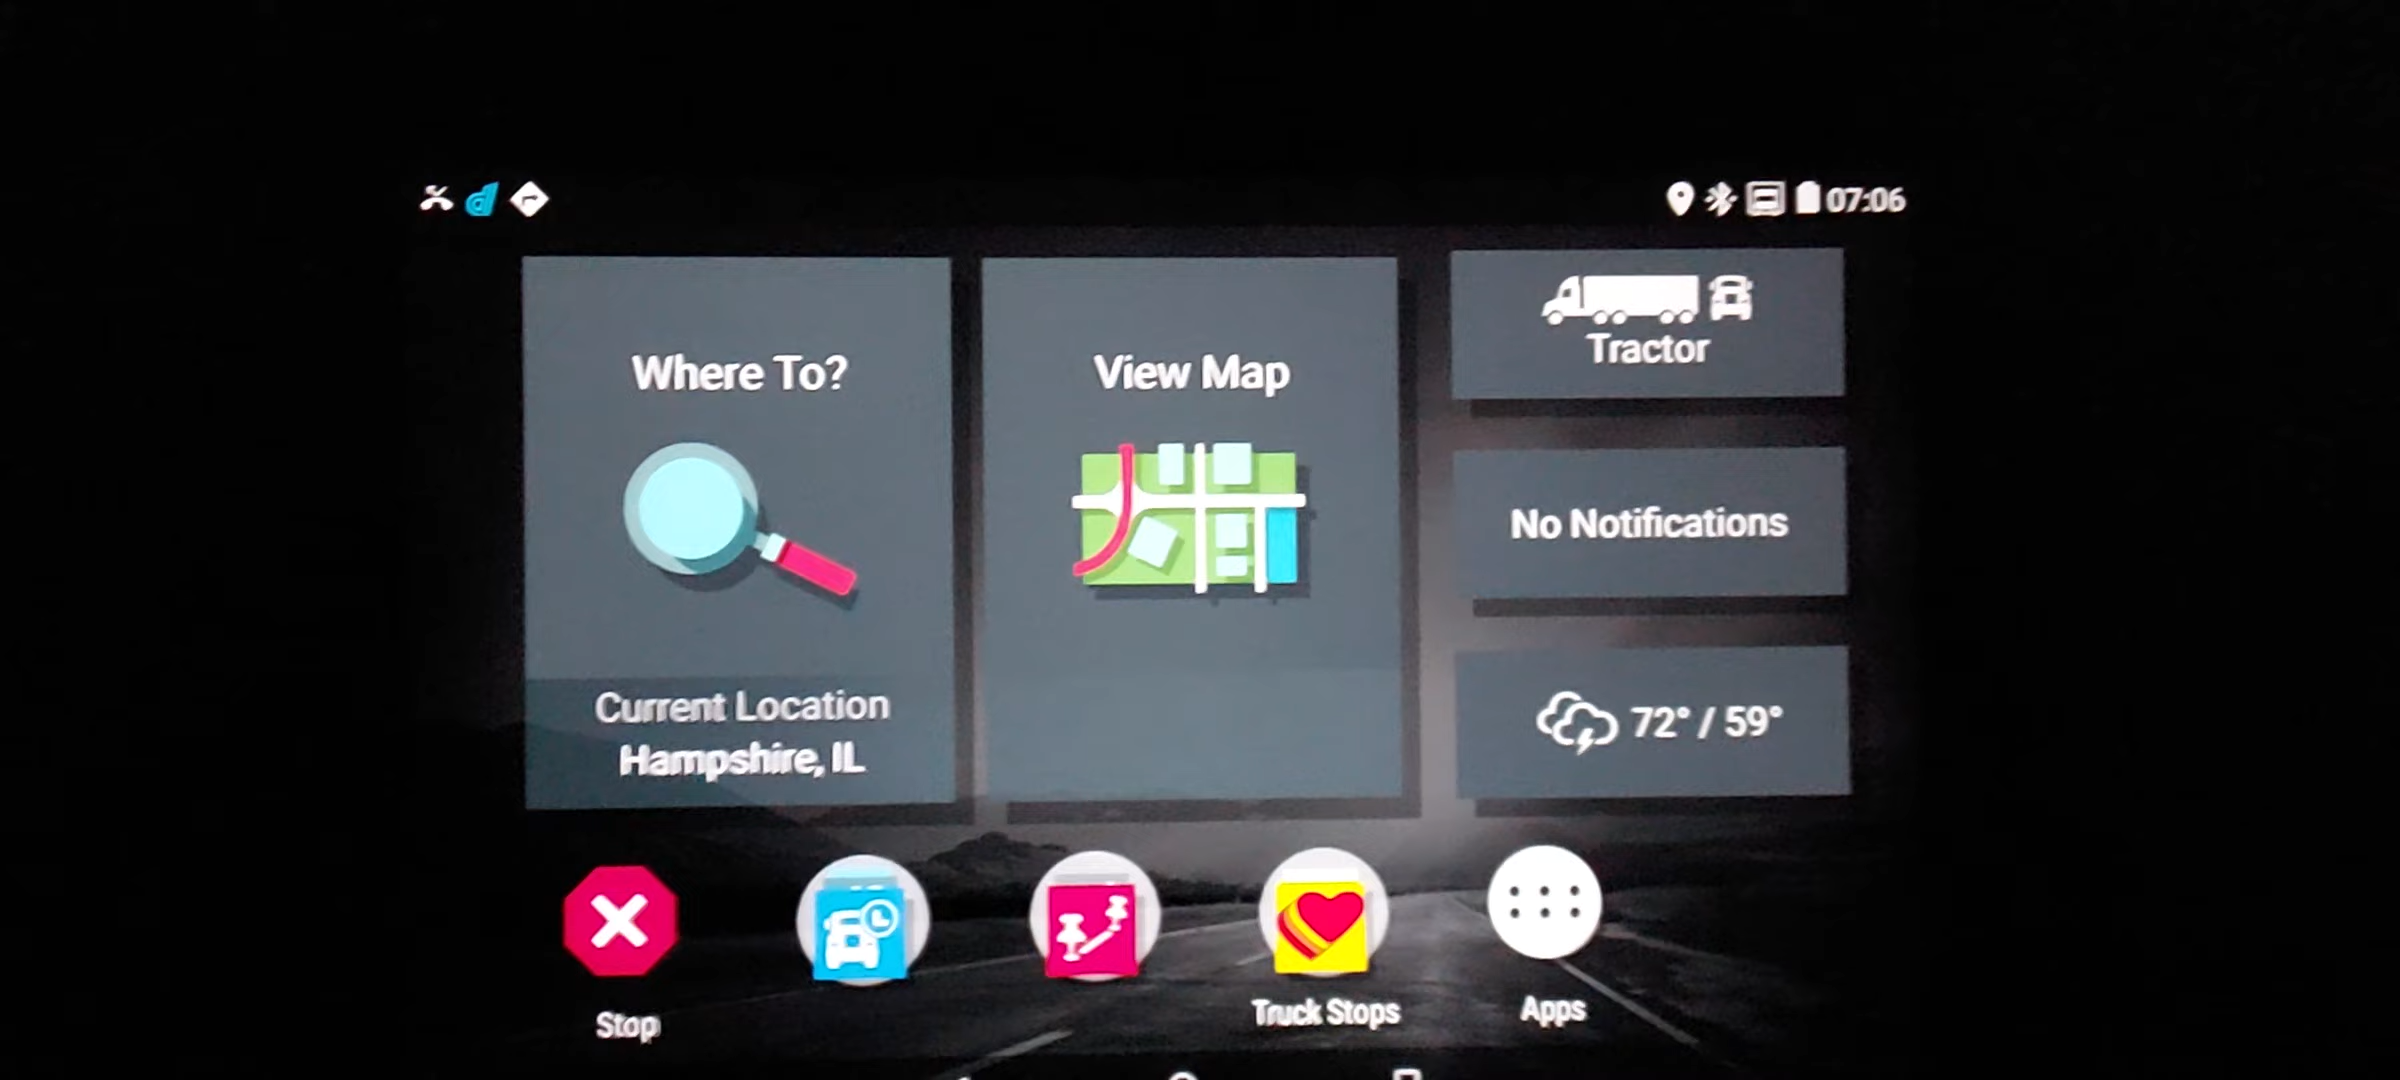 07:06
Where To?
View Map
Tractor
No Notifications
Current Location
Hampshire, IL
72° / 59°
Stop
Truck Stops
Apps